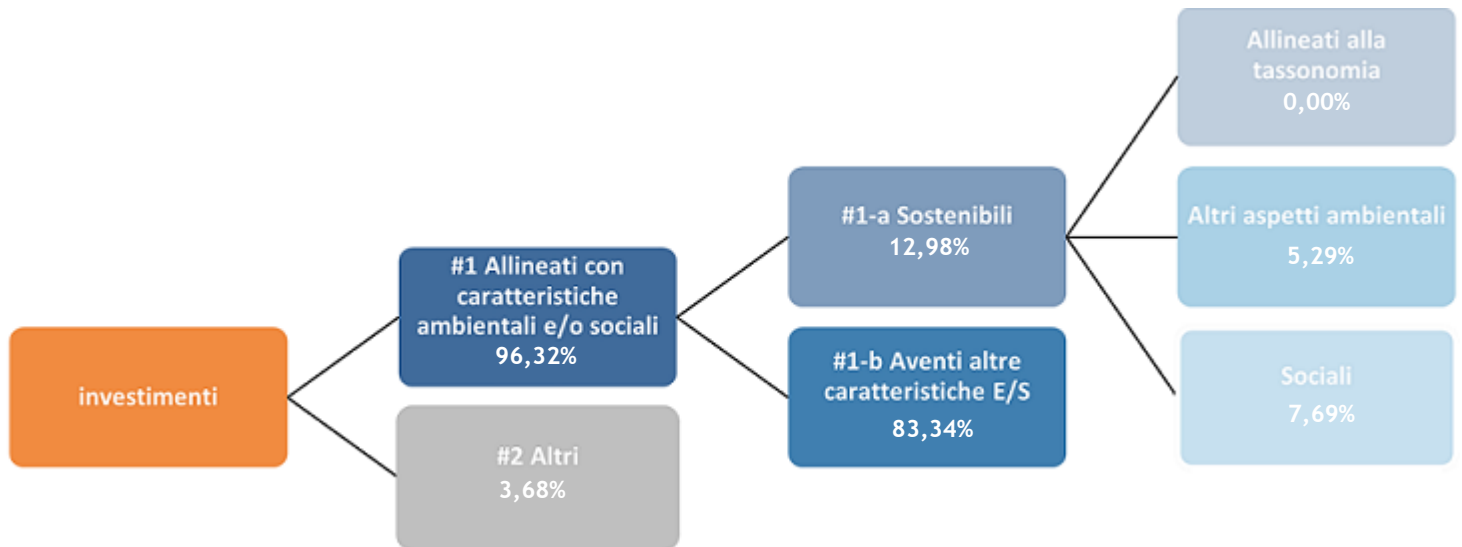 investimenti
#1 Allineati con
caratteristiche
ambientali e/o sociali
96,32%
#2 Altri
3,68%
#1-a Sostenibili
12,98%
#1-b Aventi altre
caratteristiche E/S
83,34%
Allineati alla
tassonomia
0,00%
Altri aspetti ambientali
5,29%
Sociali
7,69%